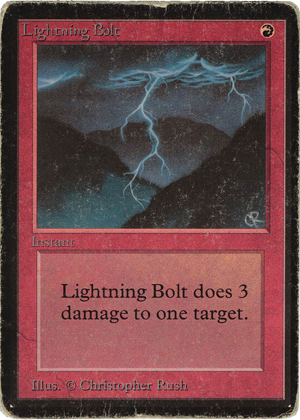 Lightning Bolt
Instant
Lightning Bolt does 3
damage to one target.
Illus. © Christopher Rush